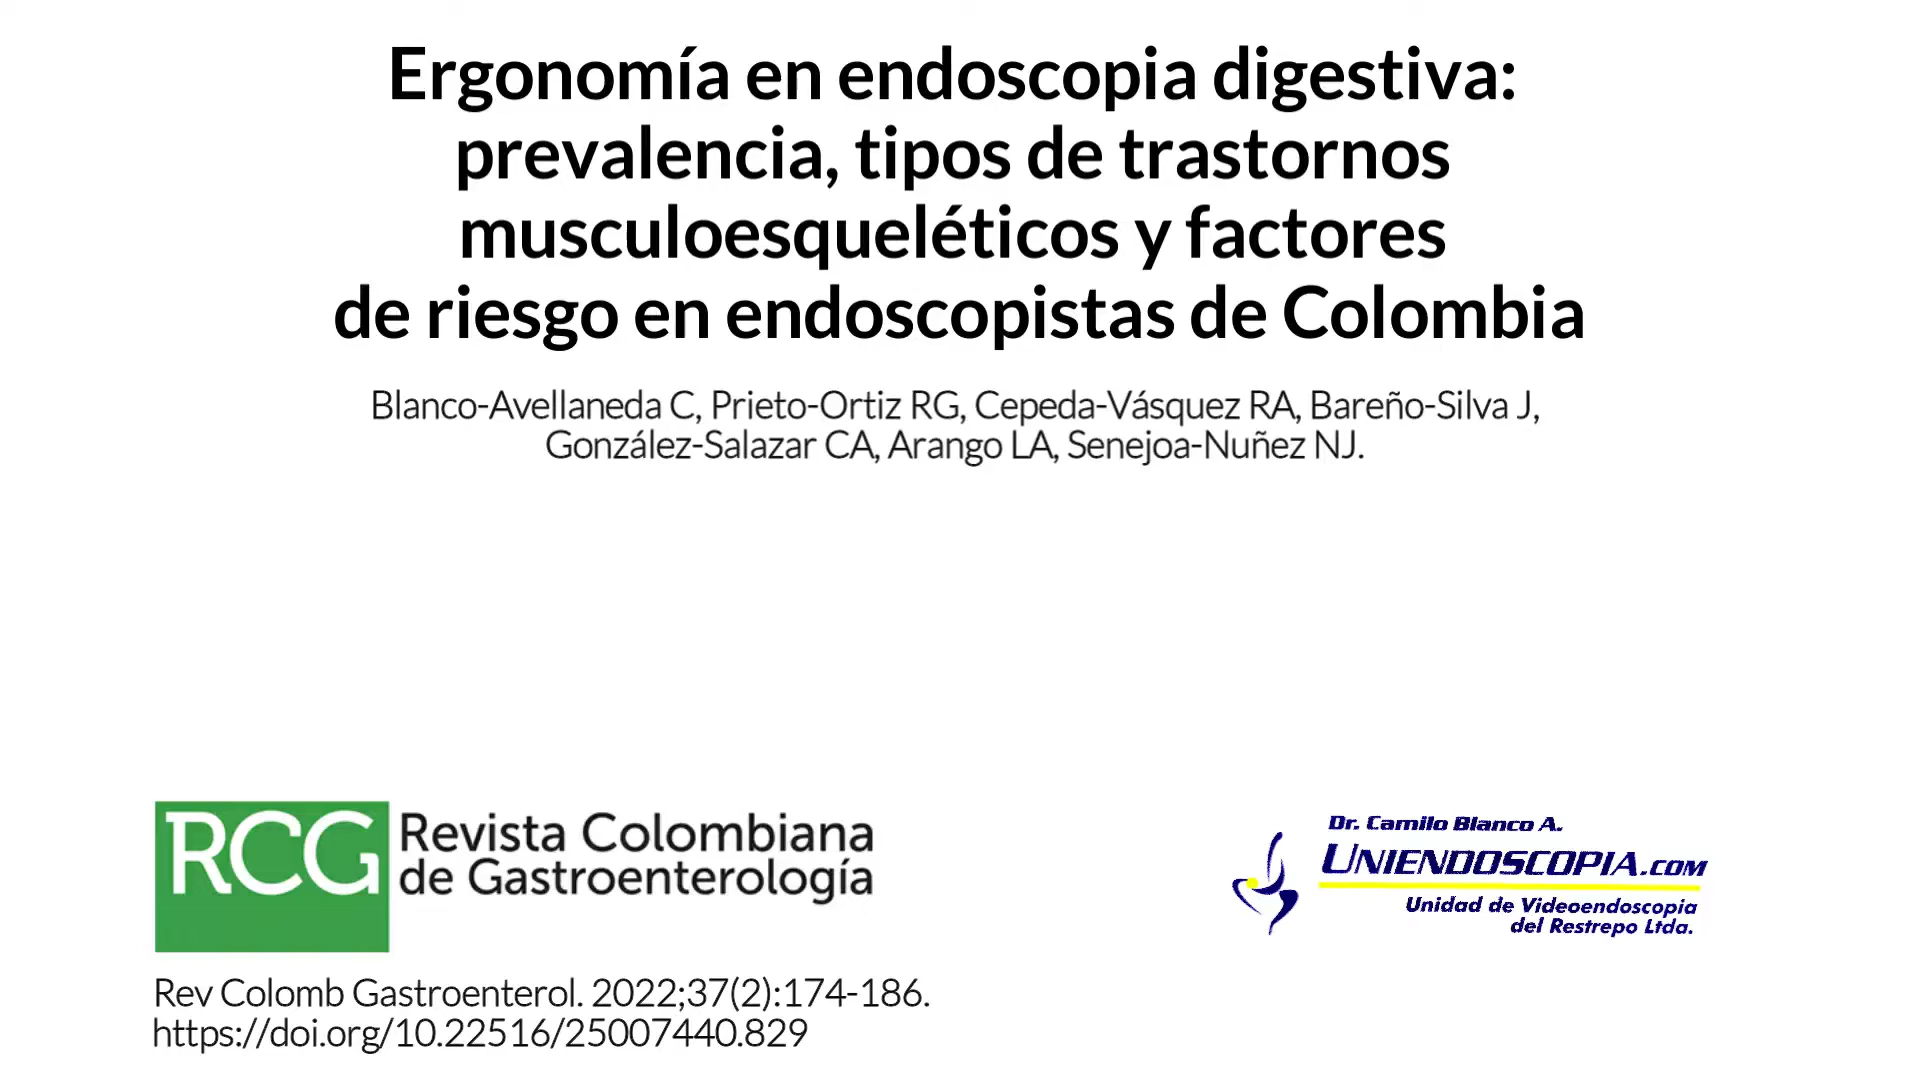 Ergonomía en endoscopia digestiva:
prevalencia, tipos de trastornos
musculoesqueléticos y factores
de riesgo en endoscopistas de Colombia
Blanco-Avellaneda C, Prieto-Ortiz RG, Cepeda-Vásquez RA, Bareño-Silva J,
González-Salazar CA, Arango LA, Senejoa-Nuñez NJ.
RCG
Revista Colombiana
de Gastroenterología
Rev Colomb Gastroenterol. 2022;37(2):174-186.
https://doi.org/10.22516/25007440.829
Dr. Camilo Blanco A.
UNIENDOSCOPIA.COM
Unidad de Videoendoscopia
del Restrepo Ltda.